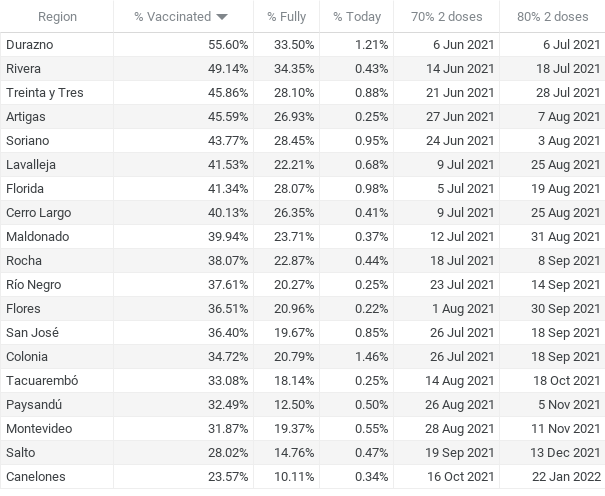 Region % Vaccinated % Fully % Today 70% 2 doses 80% 2 doses
Durazno 55.60% 33.50% 1.21% 6 Jun 2021 6 Jul 2021
Rivera 49.14% 34.35% 0.43% 14 Jun 2021 18 Jul 2021
Treinta y Tres 45.86% 28.10% 0.88% 21 Jun 2021 28 Jul 2021
Artigas 45.59% 26.93% 0.25% 27 Jun 2021 7 Aug 2021
Soriano 43.77% 28.45% 0.95% 24 Jun 2021 3 Aug 2021
Lavalleja 41.53% 22.21% 0.68% 9 Jul 2021 25 Aug 2021
Florida 41.34% 28.07% 0.98% 5 Jul 2021 19 Aug 2021
Cerro Largo 40.13% 26.35% 0.41% 9 Jul 2021 25 Aug 2021
Maldonado 39.94% 23.71% 0.37% 12 Jul 2021 31 Aug 2021
Rocha 38.07% 22.87% 0.44% 18 Jul 2021 8 Sep 2021
Río Negro 37.61% 20.27% 0.25% 23 Jul 2021 14 Sep 2021
Flores 36.51% 20.96% 0.22% 1 Aug 2021 30 Sep 2021
San José 36.40% 19.67% 0.85% 26 Jul 2021 18 Sep 2021
Colonia 34.72% 20.79% 1.46% 26 Jul 2021 18 Sep 2021
Tacuarembó 33.08% 18.14% 0.25% 14 Aug 2021 18 Oct 2021
Paysandú 32.49% 12.50% 0.50% 26 Aug 2021 5 Nov 2021
Montevideo 31.87% 19.37% 0.55% 28 Aug 2021 11 Nov 2021
Salto 28.02% 14.76% 0.47% 19 Sep 2021 13 Dec 2021
Canelones 23.57% 10.11% 0.34% 16 Oct 2021 22 Jan 2022